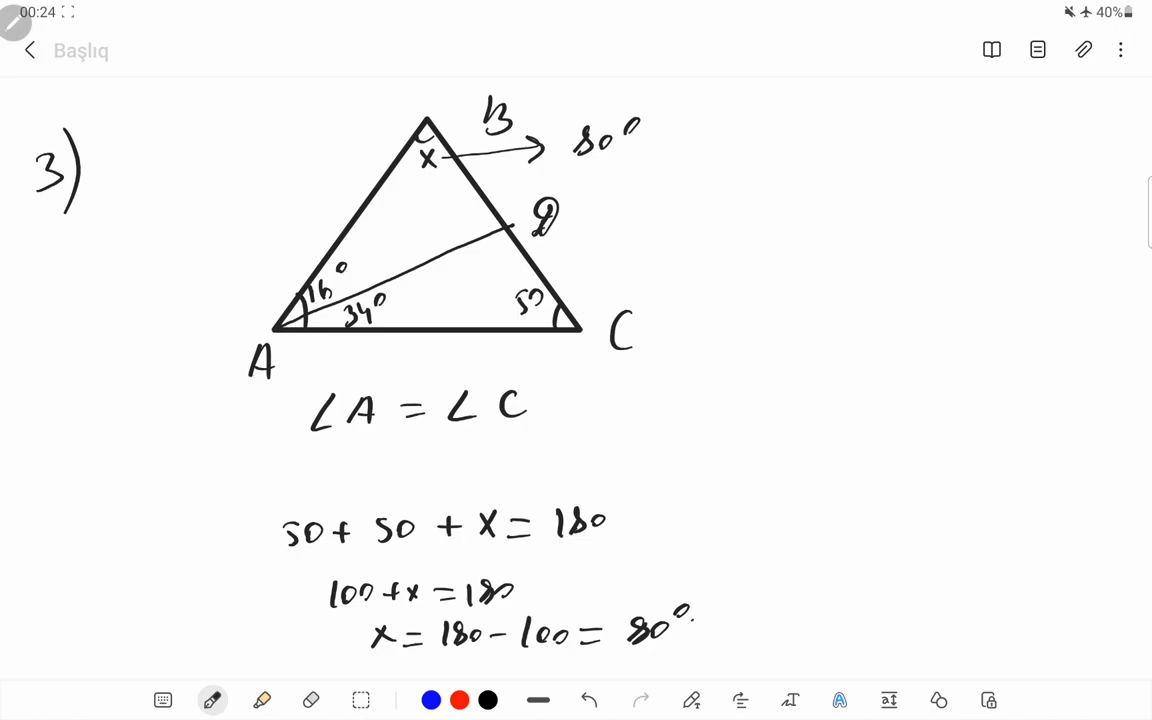 00:24
40%
Başlıq
3)
B
x
80°
D
16°
34°
50
A
C
∠A = ∠C
50 + 50 + x = 180
100 + x = 180
x = 180 - 100 = 80°